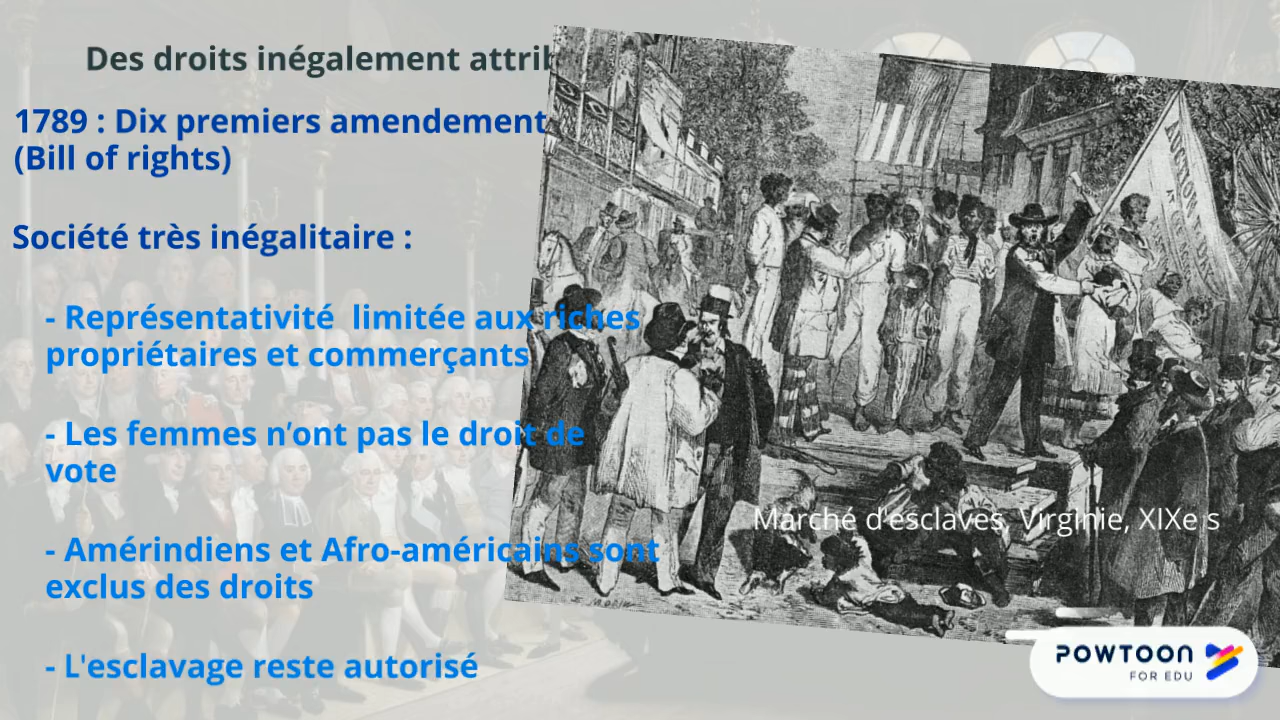 Des droits inégalement attrib
1789 : Dix premiers amendement
(Bill of rights)
Société très inégalitaire :
- Représentativité  limitée aux riches
propriétaires et commerçants
- Les femmes n’ont pas le droit de
vote
- Amérindiens et Afro-américains sont
exclus des droits
- L'esclavage reste autorisé
Marché d'esclaves, Virginie, XIXe s
POWTOON
FOR EDU